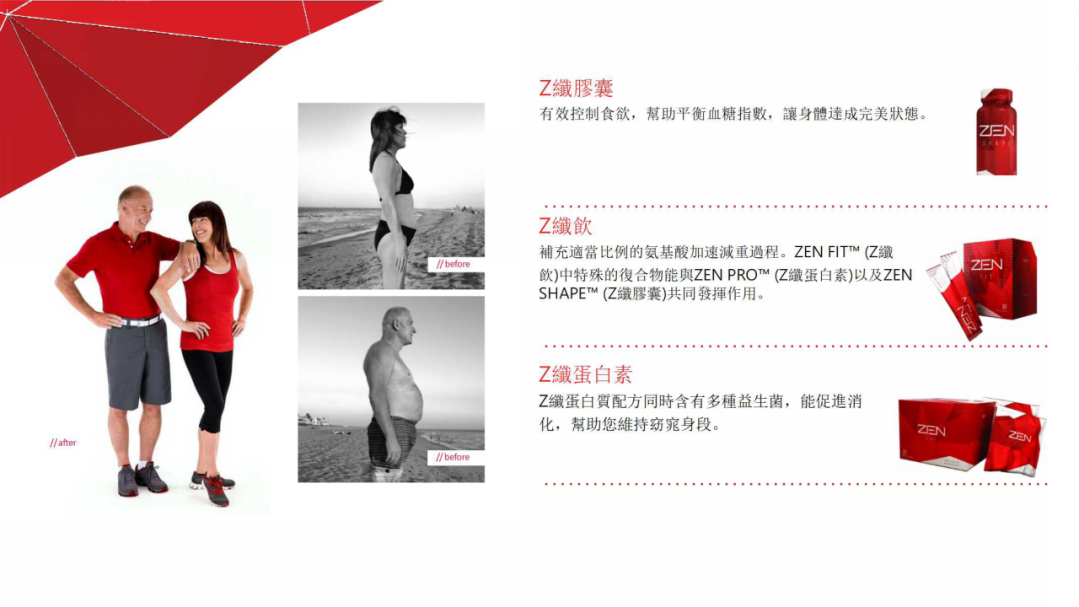 // before
// before
// after
Z纖膠囊
有效控制食欲，幫助平衡血糖指數，讓身體達成完美狀態。
ZEN
SHAPE
Z纖飲
補充適當比例的氨基酸加速減重過程。ZEN FIT™ (Z纖
飲)中特殊的復合物能與ZEN PRO™ (Z纖蛋白素)以及ZEN
SHAPE™ (Z纖膠囊)共同發揮作用。
ZEN
FIT
ZEN
Z纖蛋白素
Z纖蛋白質配方同時含有多種益生菌，能促進消
化，幫助您維持窈窕身段。
ZEN
ZEN